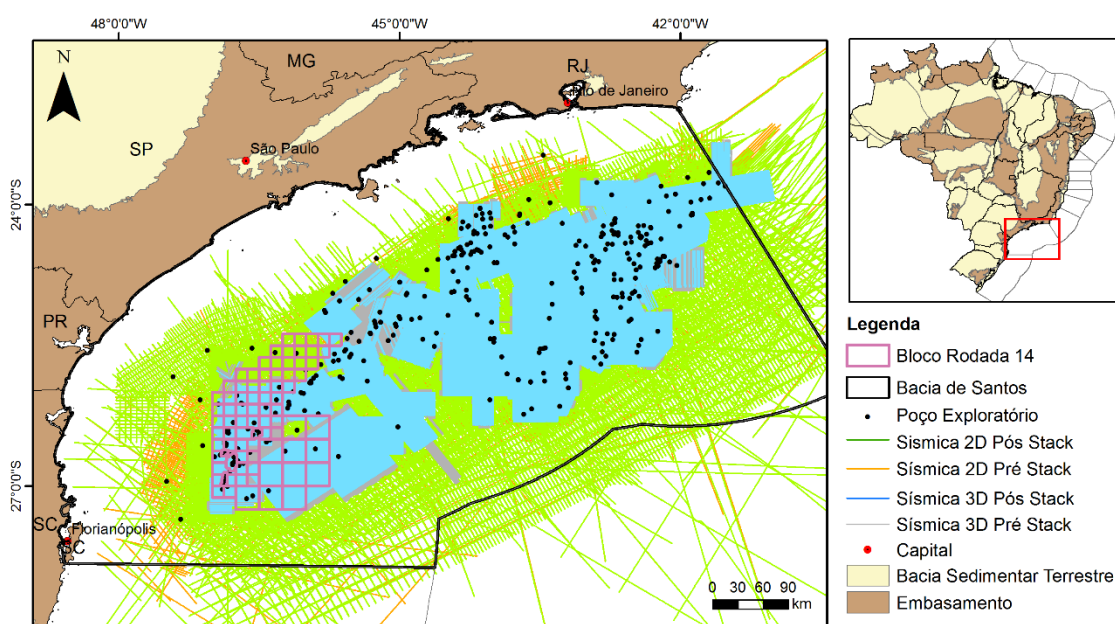 48°0'0"W
45°0'0"W
42°0'0"W
N
MG
RJ
Rio de Janeiro
SP
São Paulo
24°0'0"S
PR
27°0'0"S
SC
Florianópolis
SC
0 30 60 90
km
Legenda
Bloco Rodada 14
Bacia de Santos
Poço Exploratório
Sísmica 2D Pós Stack
Sísmica 2D Pré Stack
Sísmica 3D Pós Stack
Sísmica 3D Pré Stack
Capital
Bacia Sedimentar Terrestre
Embasamento